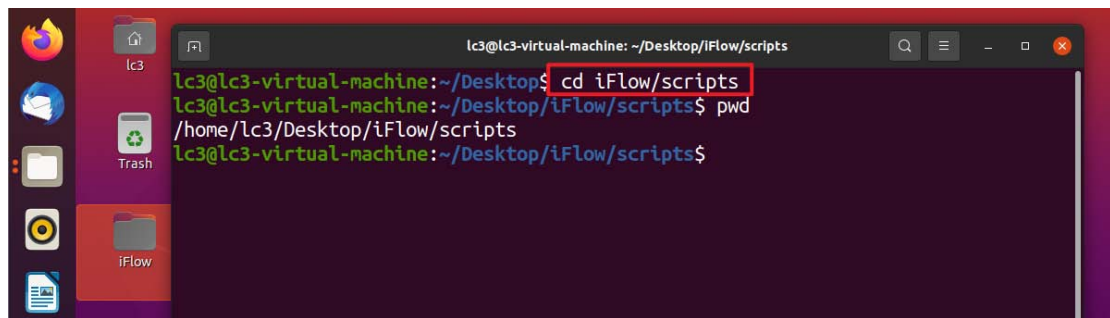 lc3@lc3-virtual-machine: ~/Desktop/iFlow/scripts
lc3
Trash
iFlow
lc3@lc3-virtual-machine:~/Desktop$ cd iFlow/scripts
lc3@lc3-virtual-machine:~/Desktop/iFlow/scripts$ pwd
/home/lc3/Desktop/iFlow/scripts
lc3@lc3-virtual-machine:~/Desktop/iFlow/scripts$